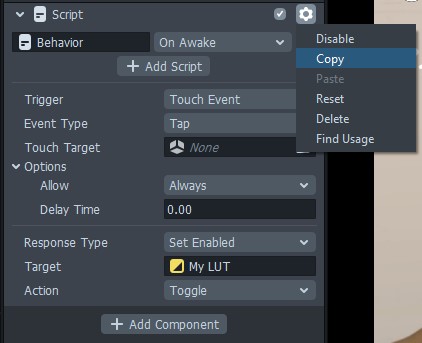 Script
Behavior
On Awake
+ Add Script
Trigger
Touch Event
Event Type
Tap
Touch Target
None
Options
Allow
Always
Delay Time
0.00
Response Type
Set Enabled
Target
My LUT
Action
Toggle
+ Add Component
Disable
Copy
Paste
Reset
Delete
Find Usage